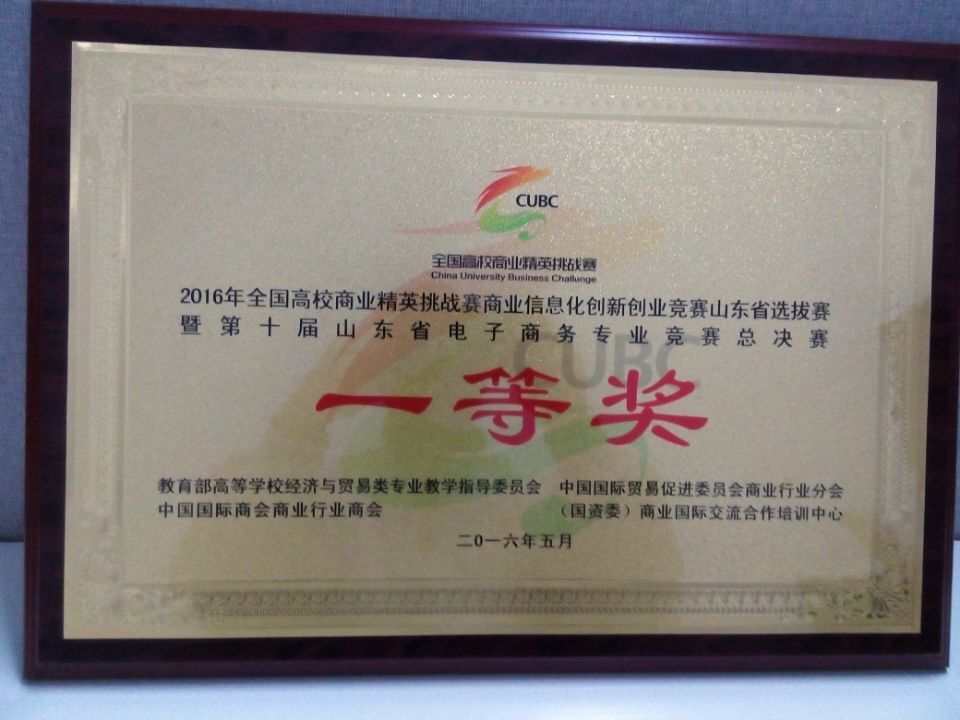 CUBC
全国高校商业精英挑战赛
China University Business Challenge
2016年全国高校商业精英挑战赛商业信息化创新创业竞赛山东省选拔赛
暨第十届山东省电子商务专业竞赛总决赛
CUBC
一等奖
教育部高等学校经济与贸易类专业教学指导委员会 中国国际贸易促进委员会商业行业分会
中国国际商会商业行业商会 （国资委）商业国际交流合作培训中心
二0一六年五月